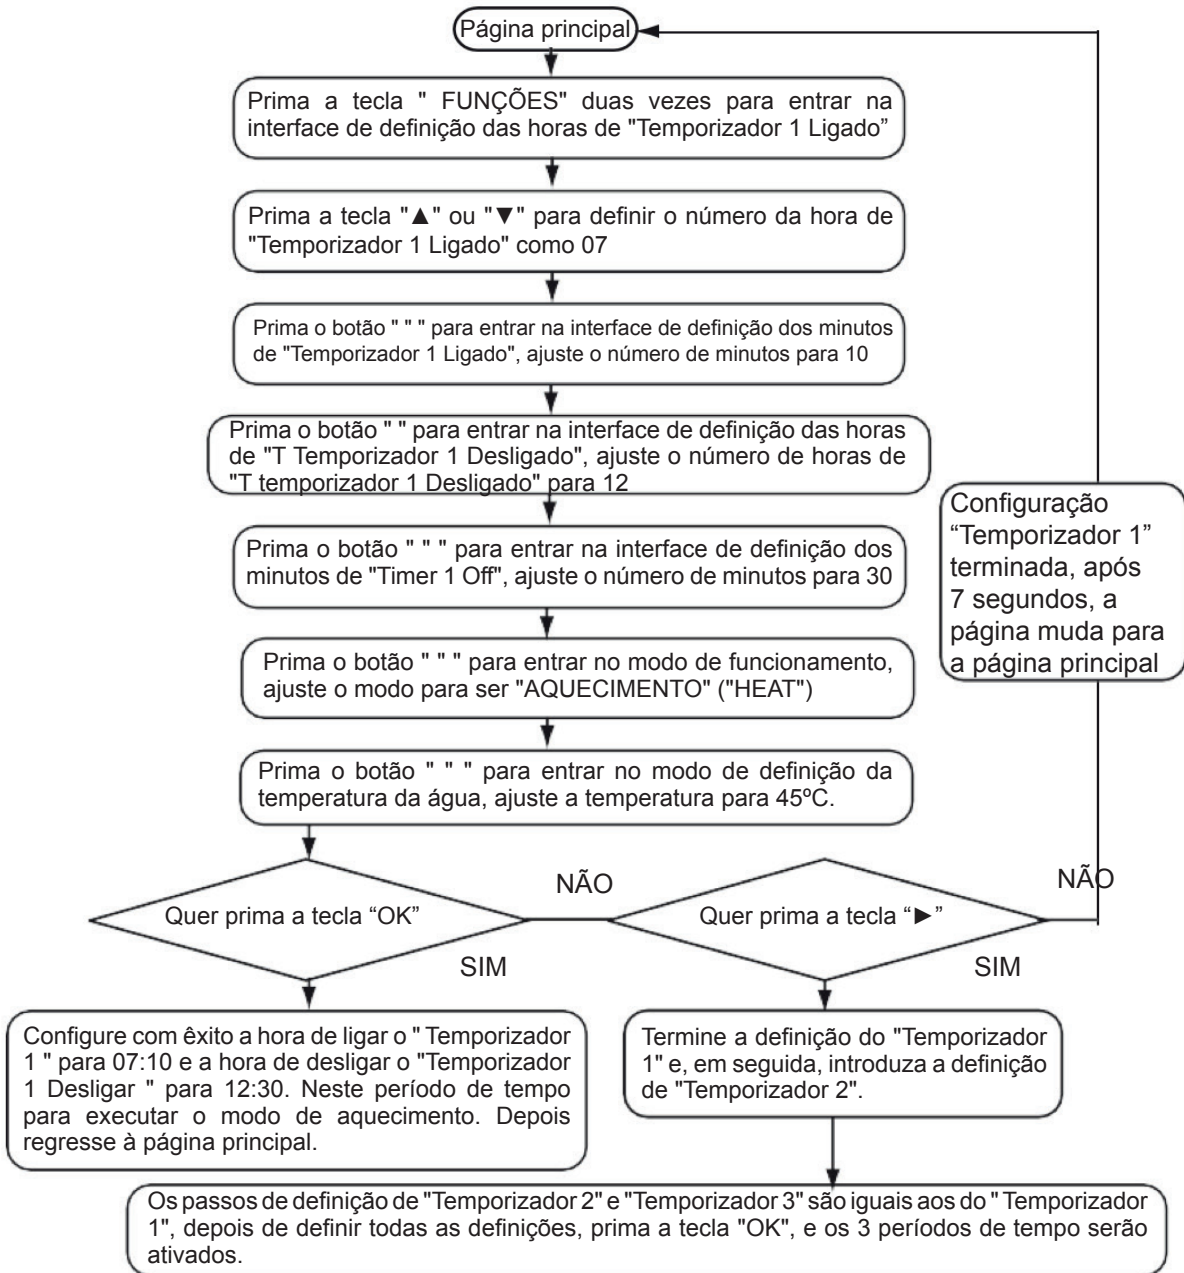 Página principal
Prima a tecla " FUNÇÕES" duas vezes para entrar na
interface de definição das horas de "Temporizador 1 Ligado”
Prima a tecla "▲" ou "▼" para definir o número da hora de
"Temporizador 1 Ligado" como 07
Prima o botão " " " para entrar na interface de definição dos minutos
de "Temporizador 1 Ligado", ajuste o número de minutos para 10
Prima o botão " " para entrar na interface de definição das horas
de "T Temporizador 1 Desligado", ajuste o número de horas de
"T temporizador 1 Desligado" para 12
Prima o botão " " " para entrar na interface de definição dos
minutos de "Timer 1 Off", ajuste o número de minutos para 30
Prima o botão " " " para entrar no modo de funcionamento,
ajuste o modo para ser "AQUECIMENTO" ("HEAT")
Prima o botão " " " para entrar no modo de definição da
temperatura da água, ajuste a temperatura para 45ºC.
Configuração
“Temporizador 1”
terminada, após
7 segundos, a
página muda para
a página principal
Quer prima a tecla “OK”
NÃO
SIM
Quer prima a tecla “►”
NÃO
SIM
Configure com êxito a hora de ligar o " Temporizador
1 " para 07:10 e a hora de desligar o "Temporizador
1 Desligar " para 12:30. Neste período de tempo
para executar o modo de aquecimento. Depois
regresse à página principal.
Termine a definição do "Temporizador
1" e, em seguida, introduza a definição
de "Temporizador 2".
Os passos de definição de "Temporizador 2" e "Temporizador 3" são iguais aos do " Temporizador
1", depois de definir todas as definições, prima a tecla "OK", e os 3 períodos de tempo serão
ativados.